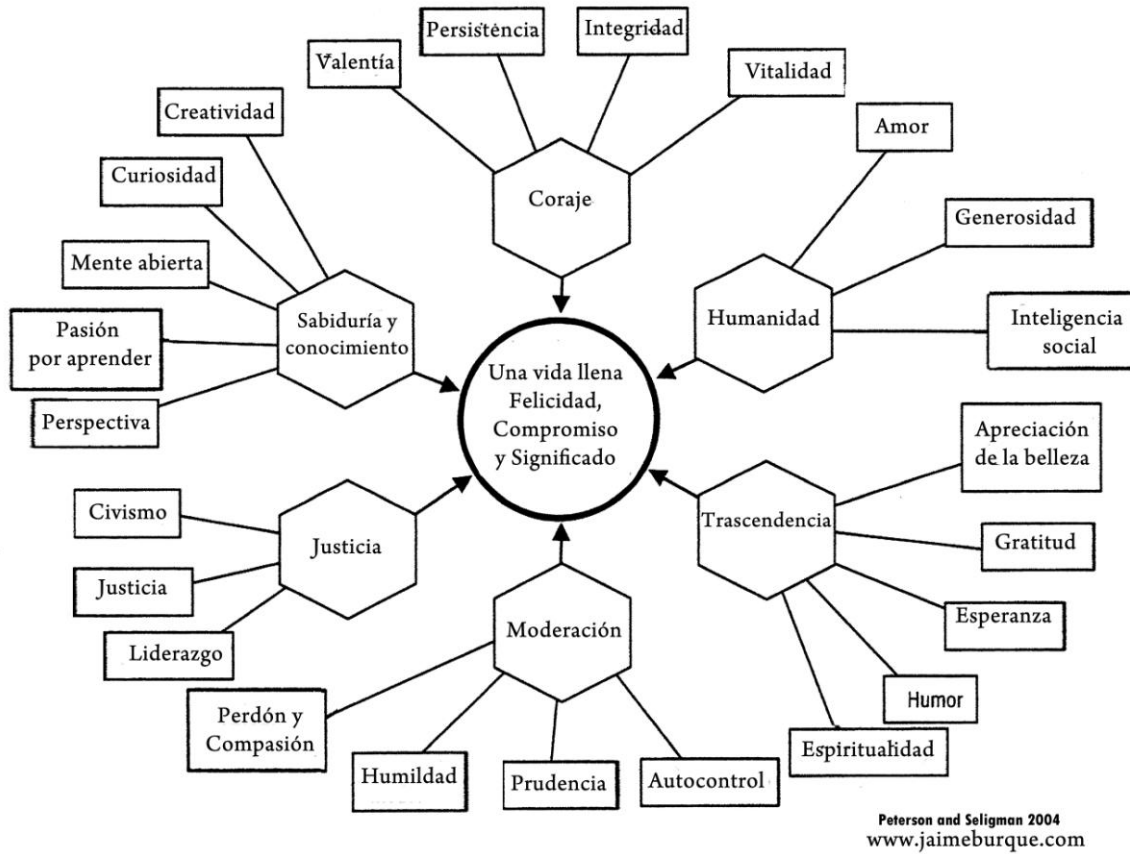 Persistencia
Integridad
Valentía
Vitalidad
Creatividad
Amor
Curiosidad
Coraje
Generosidad
Mente abierta
Sabiduría y
conocimiento
Humanidad
Inteligencia
social
Pasión
por aprender
Perspectiva
Una vida llena
Felicidad,
Compromiso
y Significado
Apreciación
de la belleza
Civismo
Justicia
Trascendencia
Gratitud
Justicia
Liderazgo
Moderación
Esperanza
Perdón y
Compasión
Humor
Humildad
Prudencia
Autocontrol
Espiritualidad
Peterson and Seligman 2004
www.jaimeburque.com